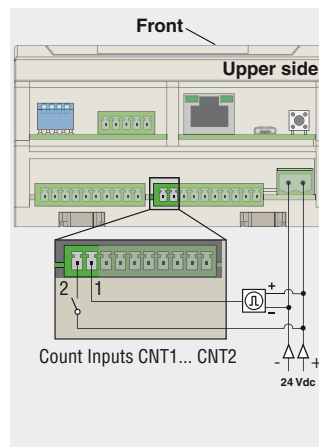 Front
Upper side
2 1
+
-
Count Inputs CNT1... CNT2
- +
24 Vdc